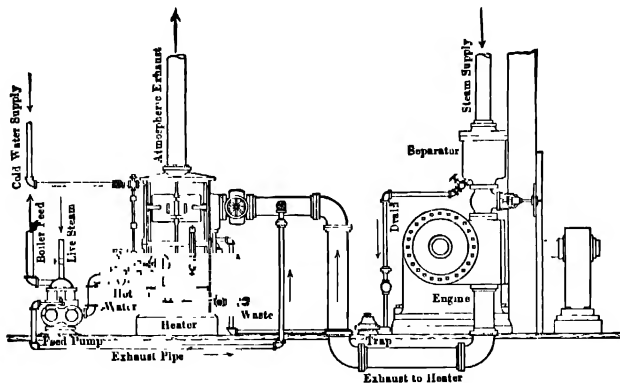 Cold Water Supply
Atmospheric Exhaust
Steam Supply
Separator
Boiler Feed
Live Steam
Drain
Hot
Water
Engine
Waste
Heater
Feed Pump
Trap
Exhaust Pipe
Exhaust to Heater